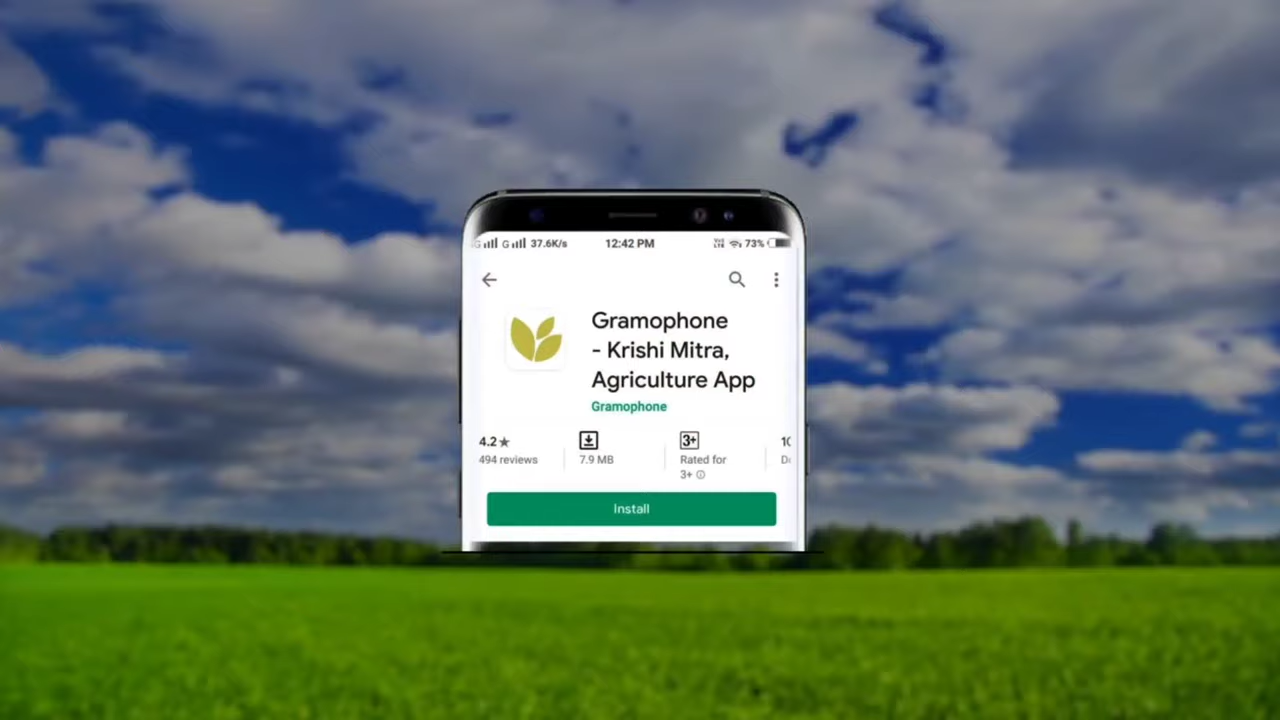 G G 37.6K/s 12:42 PM VoLTE 73%
Gramophone
- Krishi Mitra,
Agriculture App
Gramophone
4.2★ 3+
494 reviews 7.9 MB Rated for
3+
Install